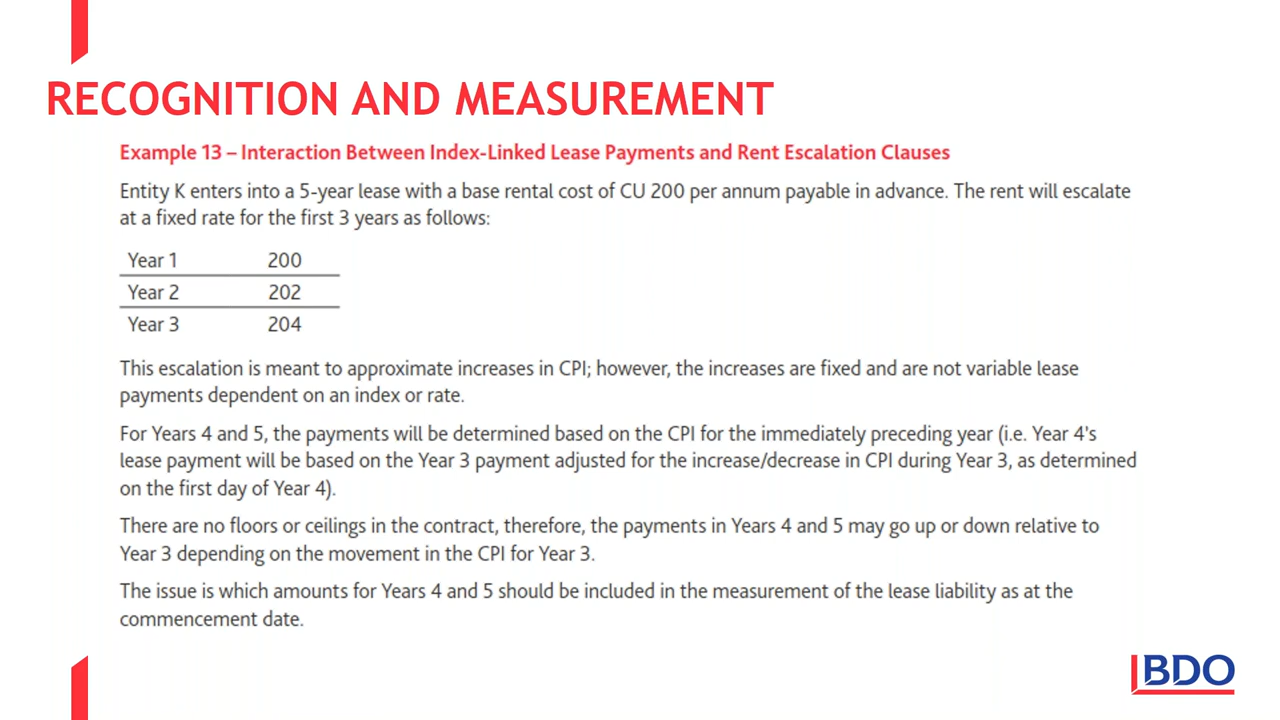 RECOGNITION AND MEASUREMENT
Example 13 – Interaction Between Index-Linked Lease Payments and Rent Escalation Clauses
Entity K enters into a 5-year lease with a base rental cost of CU 200 per annum payable in advance. The rent will escalate
at a fixed rate for the first 3 years as follows:
Year 1 200
Year 2 202
Year 3 204
This escalation is meant to approximate increases in CPI; however, the increases are fixed and are not variable lease
payments dependent on an index or rate.
For Years 4 and 5, the payments will be determined based on the CPI for the immediately preceding year (i.e. Year 4's
lease payment will be based on the Year 3 payment adjusted for the increase/decrease in CPI during Year 3, as determined
on the first day of Year 4).
There are no floors or ceilings in the contract, therefore, the payments in Years 4 and 5 may go up or down relative to
Year 3 depending on the movement in the CPI for Year 3.
The issue is which amounts for Years 4 and 5 should be included in the measurement of the lease liability as at the
commencement date.
BDO